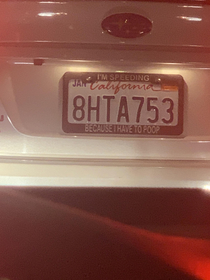 I'M SPEEDING
JAN California
8HTA753
BECAUSE I HAVE TO POOP